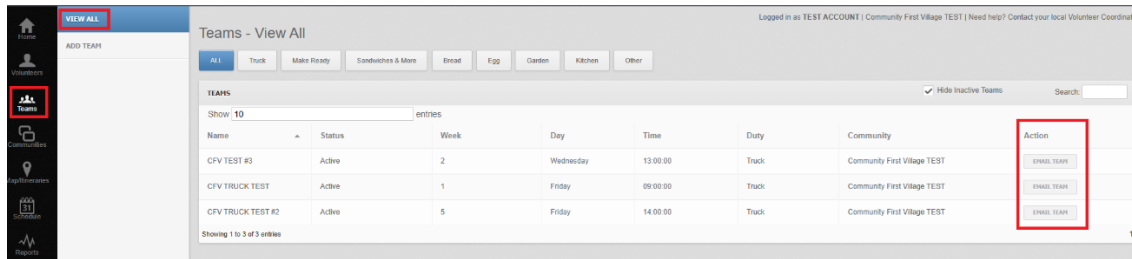 Home
Volunteers
Teams
Communities
Map/Itineraries
31
Schedule
Reports
VIEW ALL
ADD TEAM
Logged in as TEST ACCOUNT | Community First Village TEST | Need help? Contact your local Volunteer Coordinat
Teams - View All
ALL Truck Make Ready Sandwiches & More Bread Egg Garden Kitchen Other
TEAMS Hide Inactive Teams Search:
Show 10 entries
Name Status Week Day Time Duty Community Action
CFV TEST #3 Active 2 Wednesday 13:00:00 Truck Community First Village TEST EMAIL TEAM
CFV TRUCK TEST Active 1 Friday 09:00:00 Truck Community First Village TEST EMAIL TEAM
CFV TRUCK TEST #2 Active 5 Friday 14:00:00 Truck Community First Village TEST EMAIL TEAM
Showing 1 to 3 of 3 entries 1